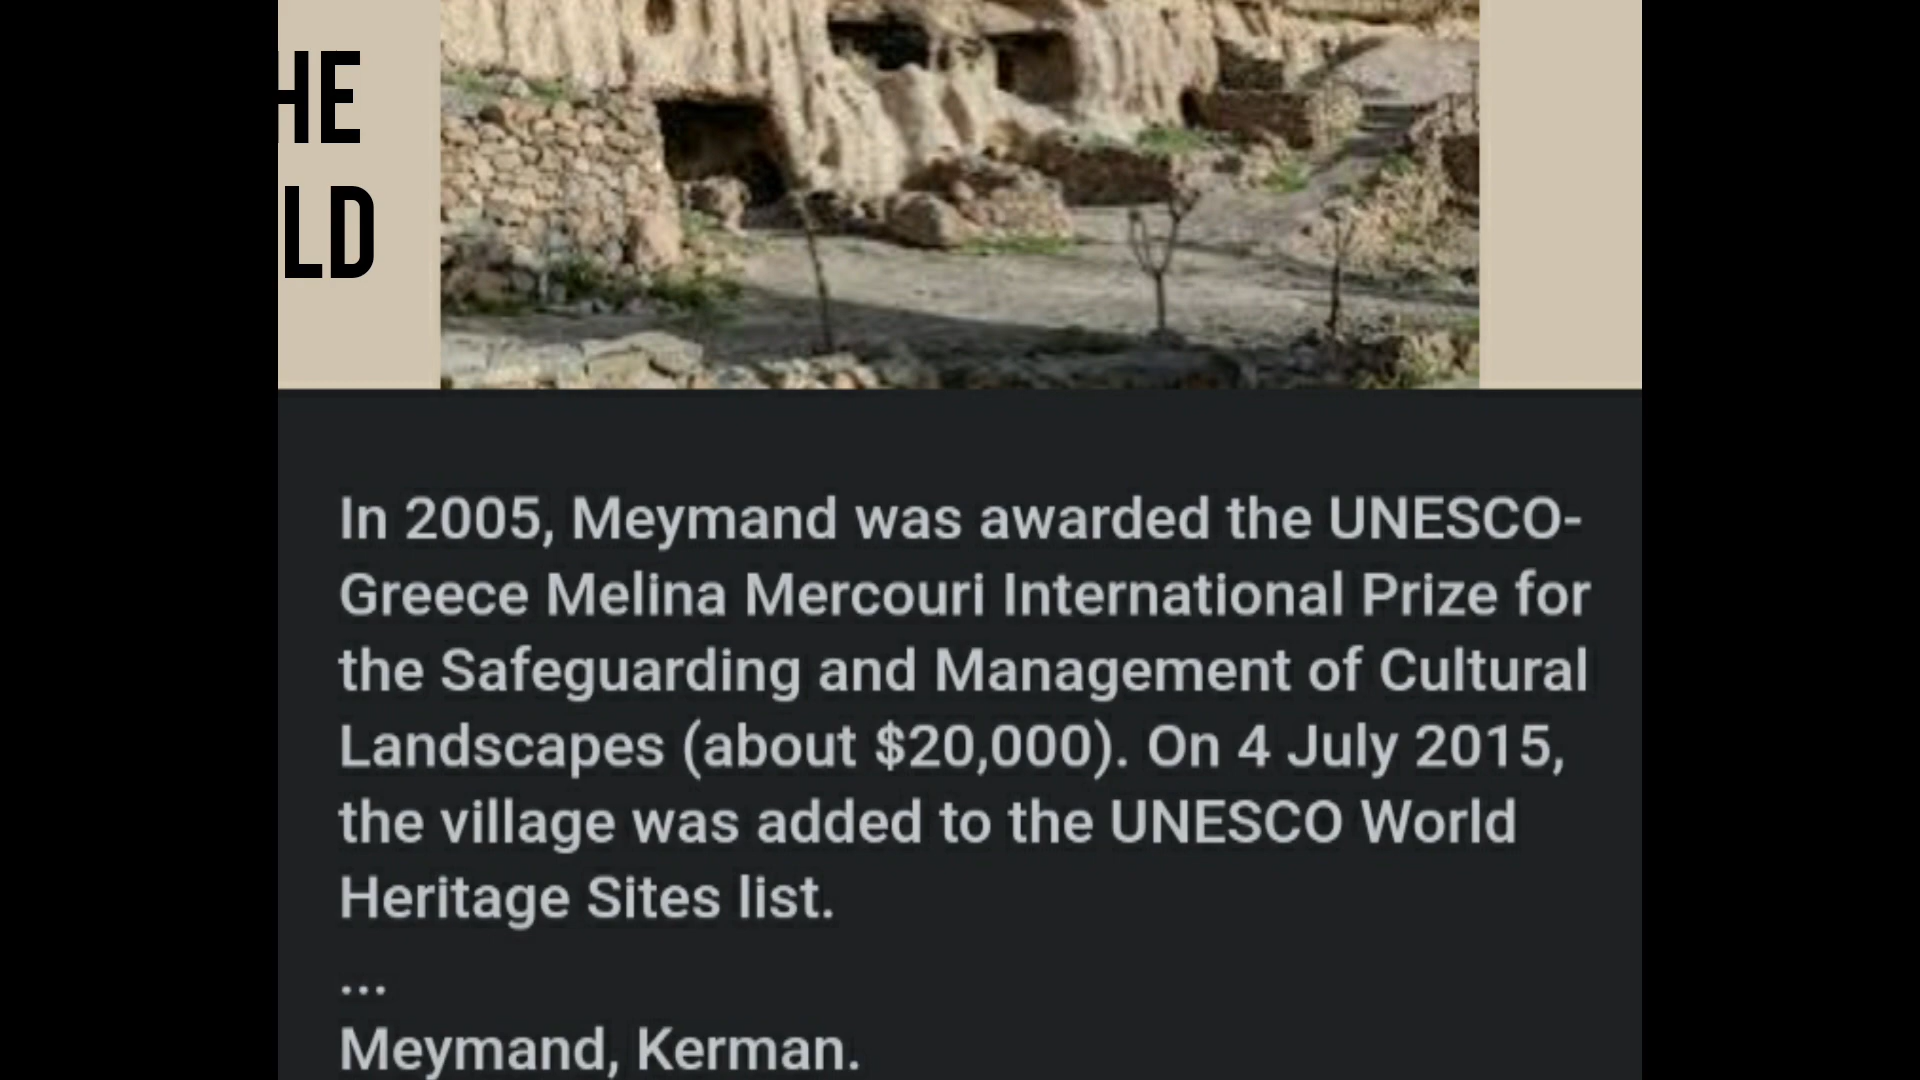 HE
LD
In 2005, Meymand was awarded the UNESCO-
Greece Melina Mercouri International Prize for
the Safeguarding and Management of Cultural
Landscapes (about $20,000). On 4 July 2015,
the village was added to the UNESCO World
Heritage Sites list.
...
Meymand, Kerman.